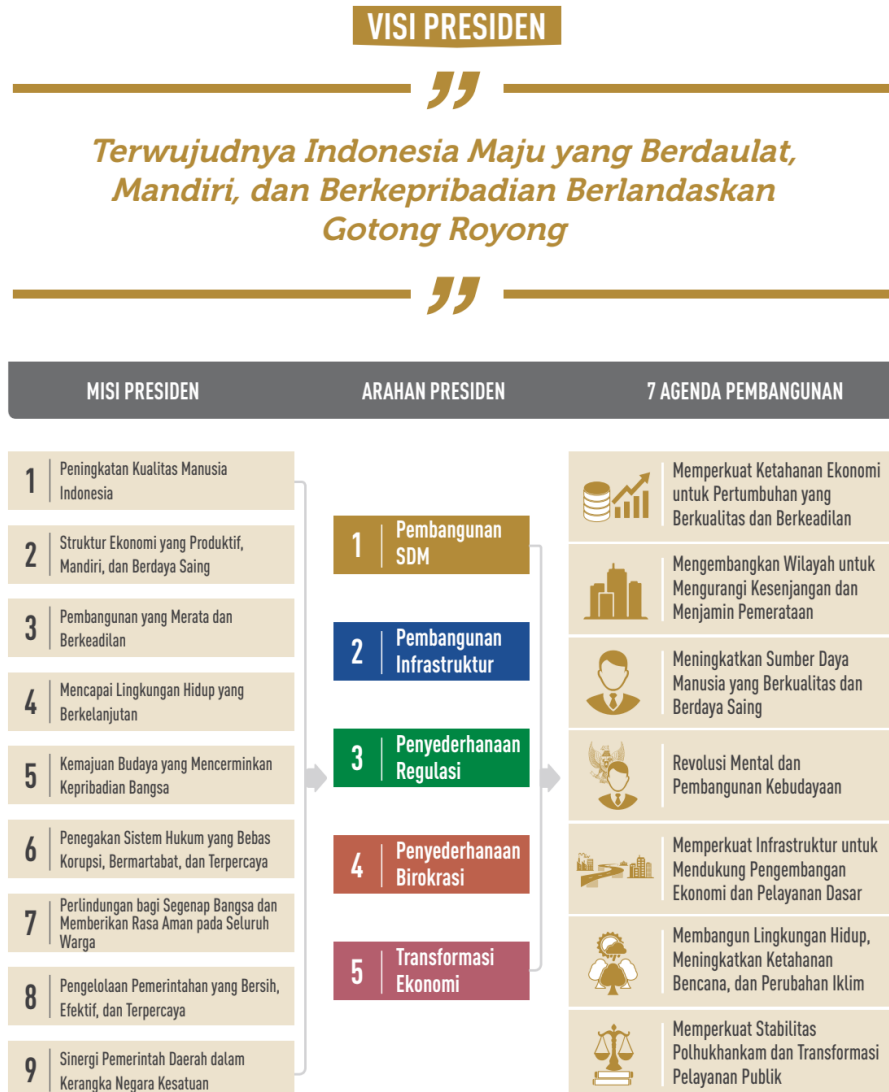 VISI PRESIDEN
”
Terwujudnya Indonesia Maju yang Berdaulat,
Mandiri, dan Berkepribadian Berlandaskan
Gotong Royong
”
MISI PRESIDEN
1
Peningkatan Kualitas Manusia
Indonesia
2
Struktur Ekonomi yang Produktif,
Mandiri, dan Berdaya Saing
3
Pembangunan yang Merata dan
Berkeadilan
4
Mencapai Lingkungan Hidup yang
Berkelanjutan
5
Kemajuan Budaya yang Mencerminkan
Kepribadian Bangsa
6
Penegakan Sistem Hukum yang Bebas
Korupsi, Bermartabat, dan Terpercaya
7
Perlindungan bagi Segenap Bangsa dan
Memberikan Rasa Aman pada Seluruh
Warga
8
Pengelolaan Pemerintahan yang Bersih,
Efektif, dan Terpercaya
9
Sinergi Pemerintah Daerah dalam
Kerangka Negara Kesatuan
ARAHAN PRESIDEN
1
Pembangunan
SDM
2
Pembangunan
Infrastruktur
3
Penyederhanaan
Regulasi
4
Penyederhanaan
Birokrasi
5
Transformasi
Ekonomi
7 AGENDA PEMBANGUNAN
Memperkuat Ketahanan Ekonomi
untuk Pertumbuhan yang
Berkualitas dan Berkeadilan
Mengembangkan Wilayah untuk
Mengurangi Kesenjangan dan
Menjamin Pemerataan
Meningkatkan Sumber Daya
Manusia yang Berkualitas dan
Berdaya Saing
Revolusi Mental dan
Pembangunan Kebudayaan
Memperkuat Infrastruktur untuk
Mendukung Pengembangan
Ekonomi dan Pelayanan Dasar
Membangun Lingkungan Hidup,
Meningkatkan Ketahanan
Bencana, dan Perubahan Iklim
Memperkuat Stabilitas
Polhukhankam dan Transformasi
Pelayanan Publik